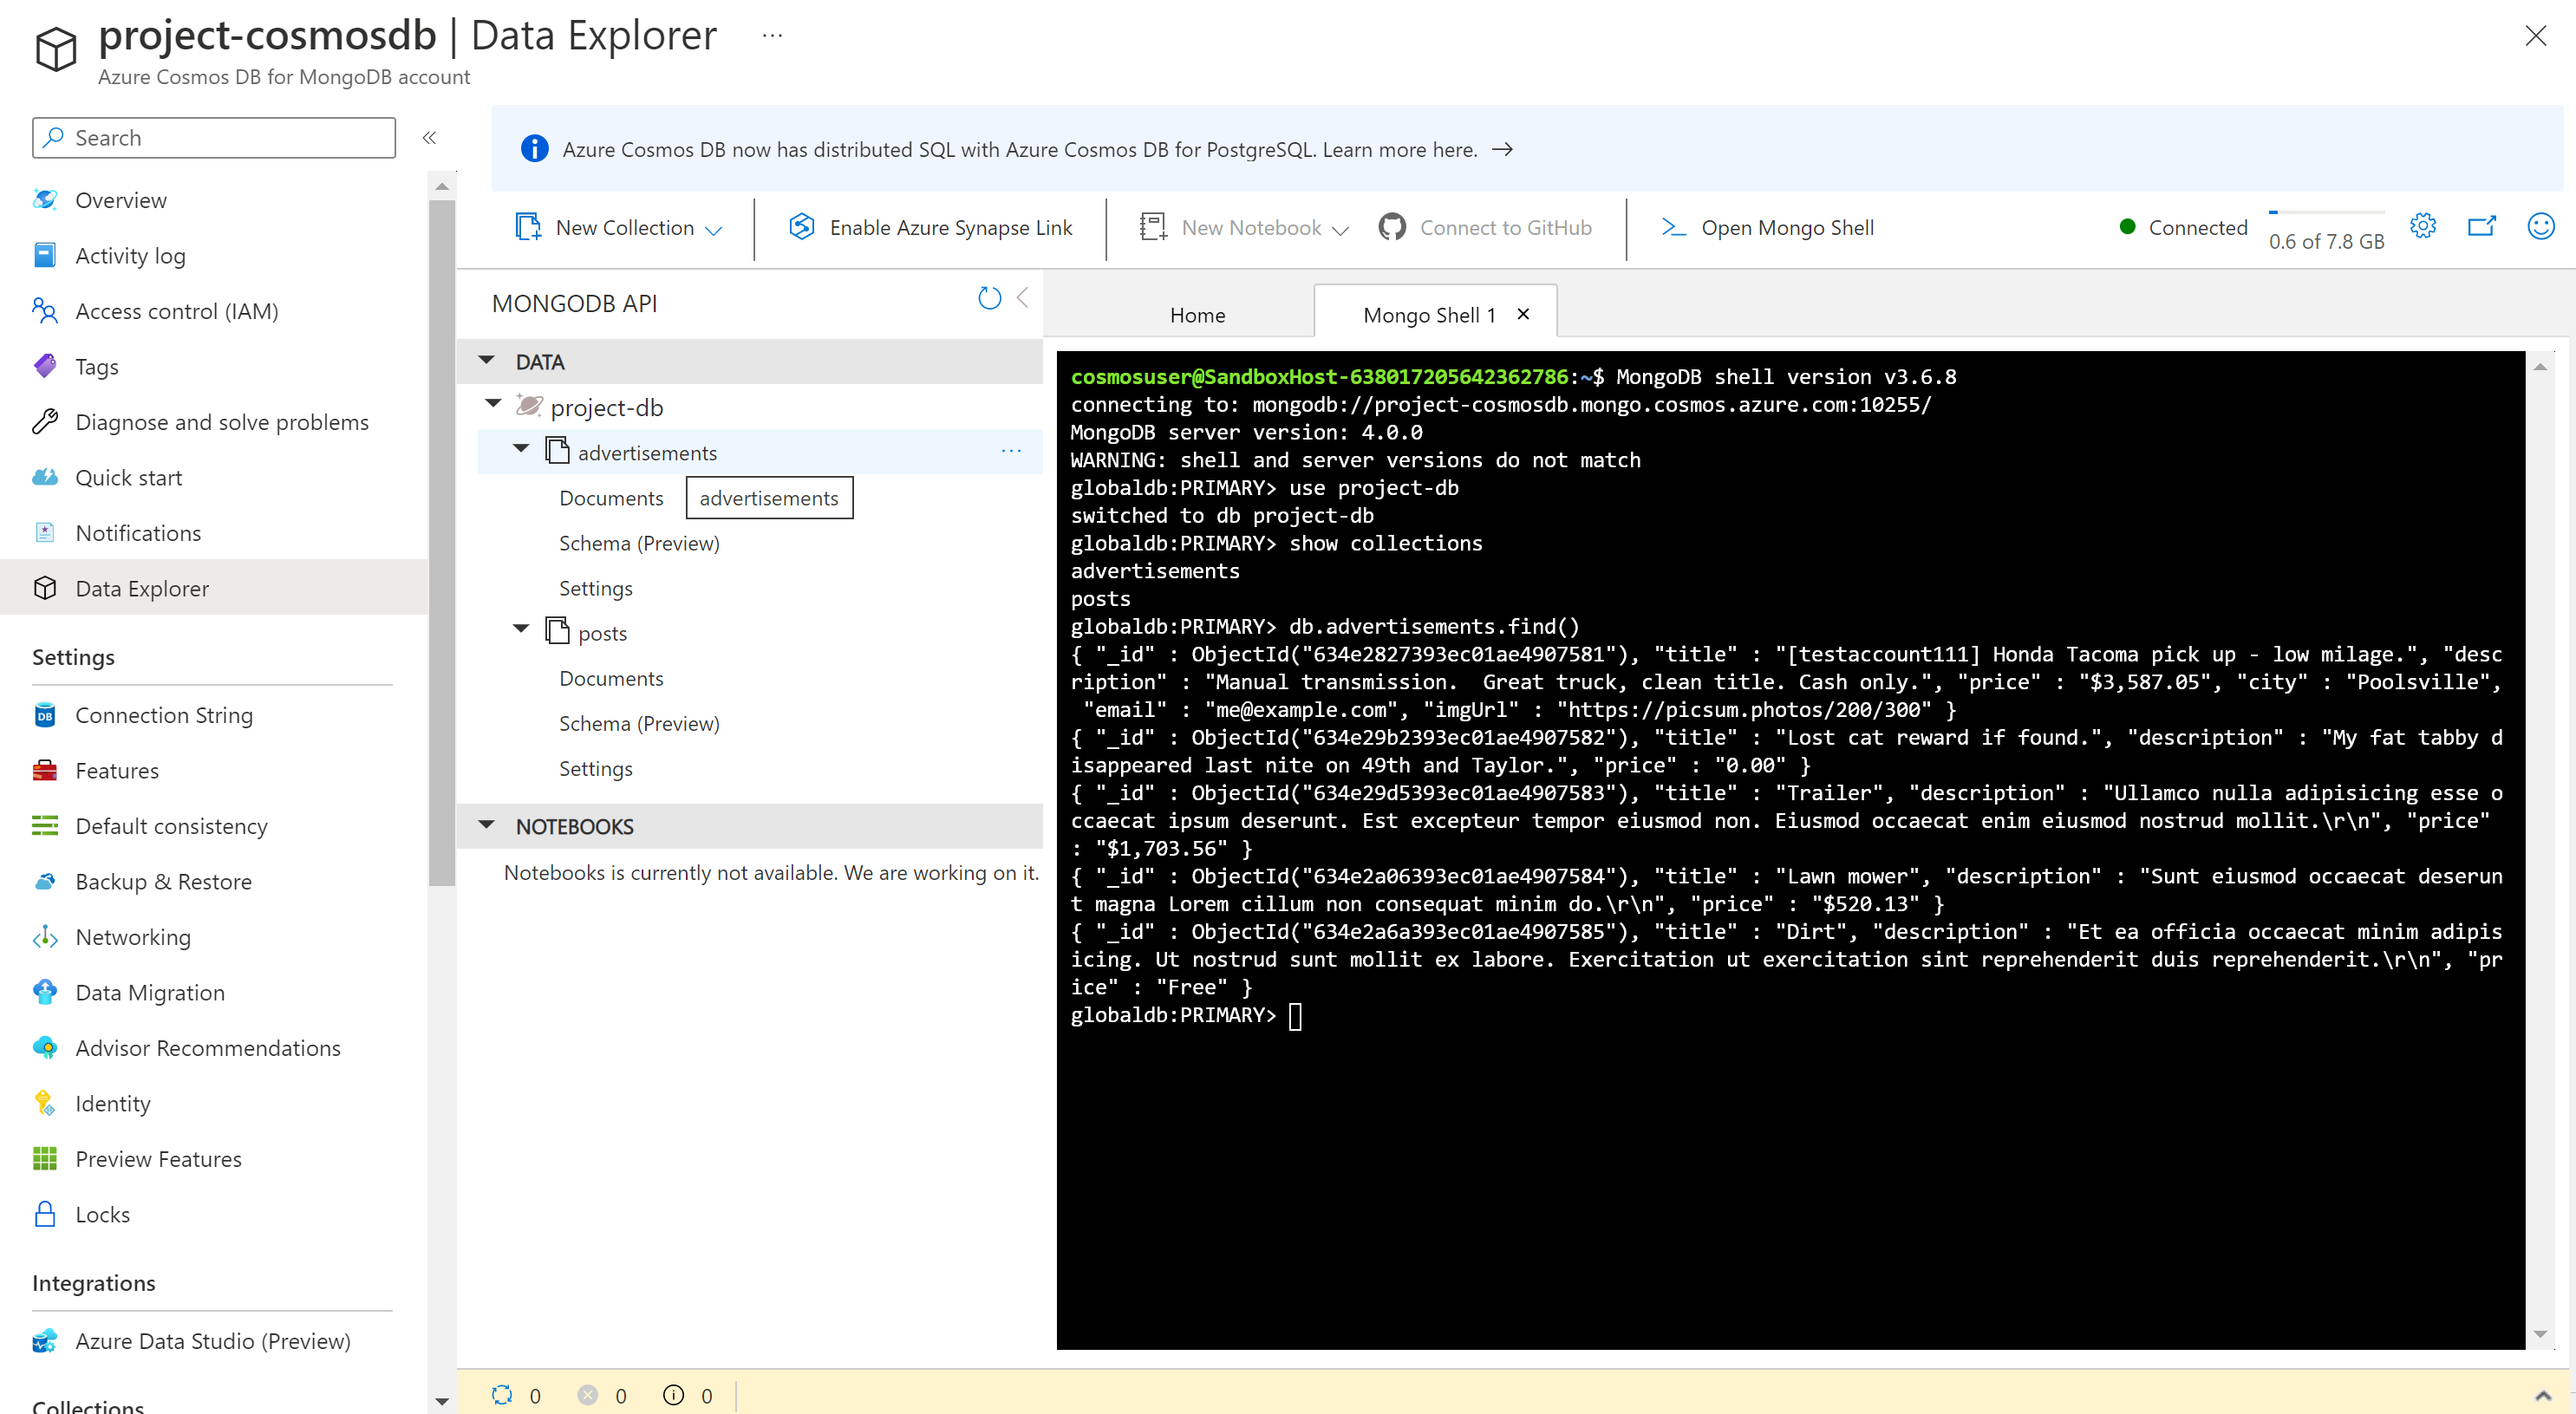 project-cosmosdb | Data Explorer ...
Azure Cosmos DB for MongoDB account
Search
Overview
Activity log
Access control (IAM)
Tags
Diagnose and solve problems
Quick start
Notifications
Data Explorer
Settings
Connection String
Features
Default consistency
Backup & Restore
Networking
Data Migration
Advisor Recommendations
Identity
Preview Features
Locks
Integrations
Azure Data Studio (Preview)
Collections
Azure Cosmos DB now has distributed SQL with Azure Cosmos DB for PostgreSQL. Learn more here. →
New Collection
Enable Azure Synapse Link
New Notebook
Connect to GitHub
Open Mongo Shell
Connected
0.6 of 7.8 GB
MONGODB API
DATA
project-db
advertisements ...
Documents
advertisements
Schema (Preview)
Settings
posts
Documents
Schema (Preview)
Settings
NOTEBOOKS
Notebooks is currently not available. We are working on it.
Home
Mongo Shell 1
cosmosuser@SandboxHost-638017205642362786:~$ MongoDB shell version v3.6.8
connecting to: mongodb://project-cosmosdb.mongo.cosmos.azure.com:10255/
MongoDB server version: 4.0.0
WARNING: shell and server versions do not match
globaldb:PRIMARY> use project-db
switched to db project-db
globaldb:PRIMARY> show collections
advertisements
posts
globaldb:PRIMARY> db.advertisements.find()
{ "_id" : ObjectId("634e2827393ec01ae4907581"), "title" : "[testaccount111] Honda Tacoma pick up - low milage.", "desc
ription" : "Manual transmission.  Great truck, clean title. Cash only.", "price" : "$3,587.05", "city" : "Poolsville",
 "email" : "me@example.com", "imgUrl" : "https://picsum.photos/200/300" }
{ "_id" : ObjectId("634e29b2393ec01ae4907582"), "title" : "Lost cat reward if found.", "description" : "My fat tabby d
isappeared last nite on 49th and Taylor.", "price" : "0.00" }
{ "_id" : ObjectId("634e29d5393ec01ae4907583"), "title" : "Trailer", "description" : "Ullamco nulla adipisicing esse o
ccaecat ipsum deserunt. Est excepteur tempor eiusmod non. Eiusmod occaecat enim eiusmod nostrud mollit.\r\n", "price"
: "$1,703.56" }
{ "_id" : ObjectId("634e2a06393ec01ae4907584"), "title" : "Lawn mower", "description" : "Sunt eiusmod occaecat deserun
t magna Lorem cillum non consequat minim do.\r\n", "price" : "$520.13" }
{ "_id" : ObjectId("634e2a6a393ec01ae4907585"), "title" : "Dirt", "description" : "Et ea officia occaecat minim adipis
icing. Ut nostrud sunt mollit ex labore. Exercitation ut exercitation sint reprehenderit duis reprehenderit.\r\n", "pr
ice" : "Free" }
globaldb:PRIMARY>
0 0 0